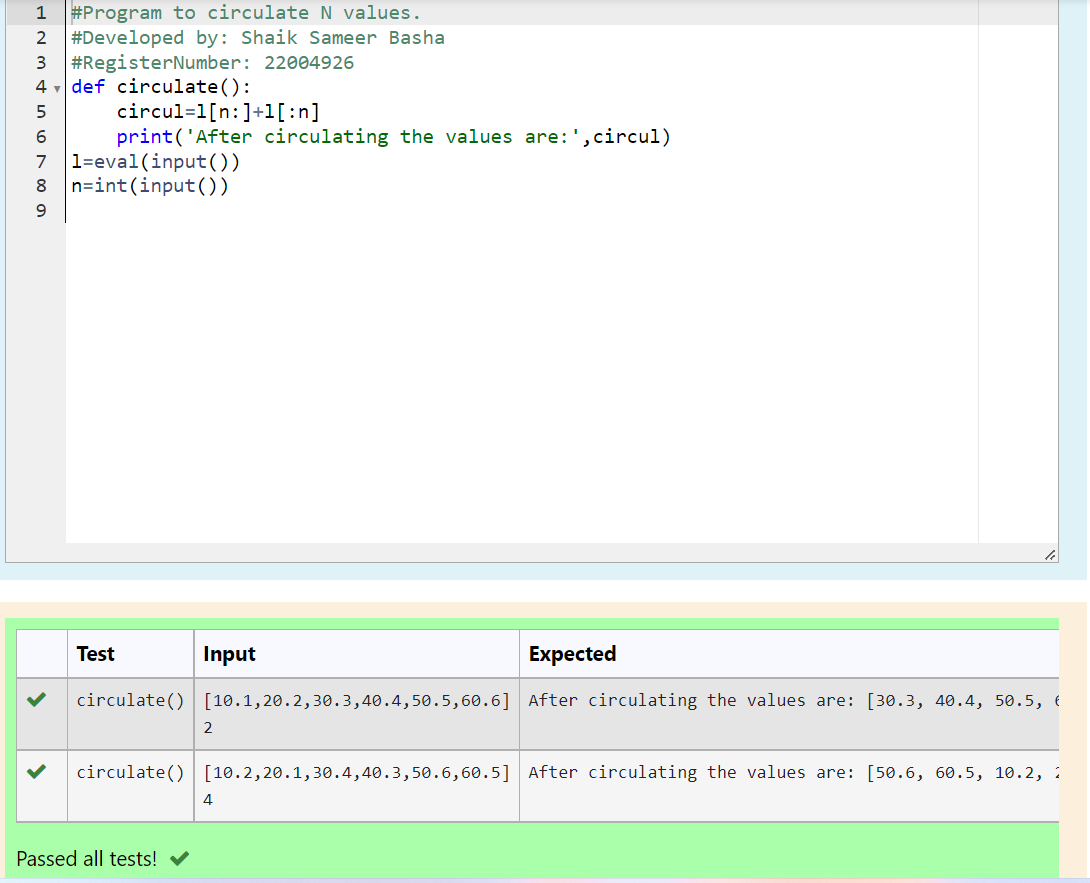 1 #Program to circulate N values.
2 #Developed by: Shaik Sameer Basha
3 #RegisterNumber: 22004926
4 def circulate():
5     circul=l[n:]+l[:n]
6     print('After circulating the values are:',circul)
7 l=eval(input())
8 n=int(input())
9
Test Input Expected
circulate() [10.1,20.2,30.3,40.4,50.5,60.6] After circulating the values are: [30.3, 40.4, 50.5,
2
circulate() [10.2,20.1,30.4,40.3,50.6,60.5] After circulating the values are: [50.6, 60.5, 10.2,
4
Passed all tests!